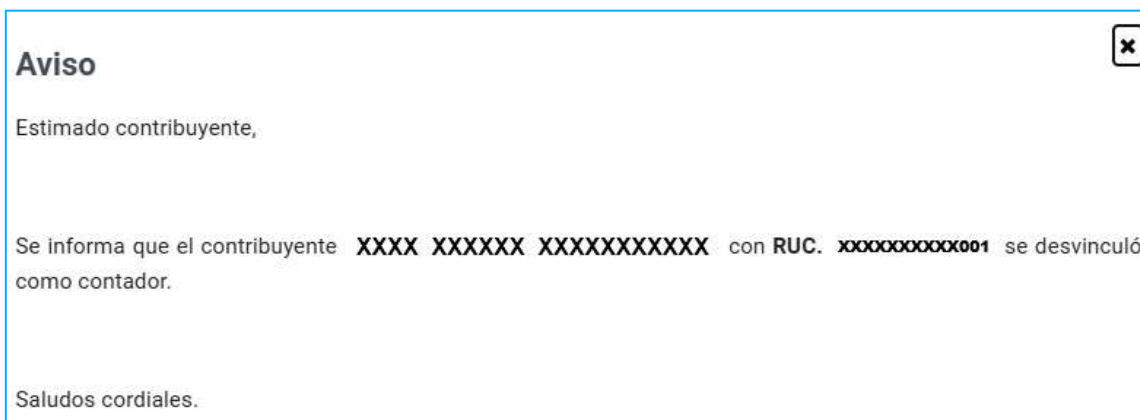 Aviso
Estimado contribuyente,
Se informa que el contribuyente XXXX XXXXXX XXXXXXXXXXX con RUC. XXXXXXXXXX001 se desvinculó
como contador.
Saludos cordiales.